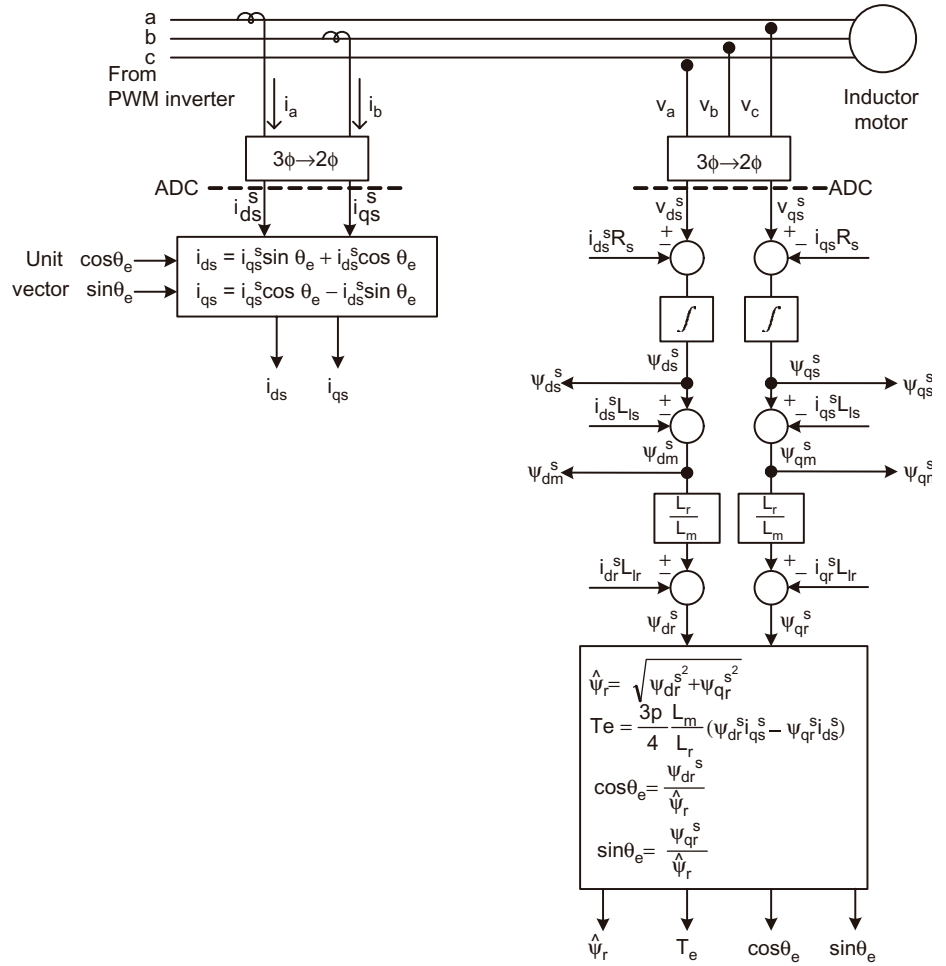 a
b
c
From
PWM inverter
i_a
i_b
v_a v_b v_c
Inductor
motor
3ϕ→2ϕ
3ϕ→2ϕ
ADC
ADC
i_ds^s
i_qs^s
v_ds^s
v_qs^s
i_ds^s R_s
+
−
+
−
i_qs^s R_s
Unit cosθ_e
vector sinθ_e
i_ds = i_qs^s sin θ_e + i_ds^s cos θ_e
i_qs = i_qs^s cos θ_e – i_ds^s sin θ_e
i_ds
i_qs
∫
∫
ψ_ds^s
ψ_qs^s
ψ_ds^s
ψ_qs^s
i_ds^s L_ls
+
−
+
−
i_qs^s L_ls
ψ_dm^s
ψ_qm^s
ψ_dm^s
ψ_qm^s
L_r
L_m
L_r
L_m
i_dr^s L_lr
+
−
+
−
i_qr^s L_lr
ψ_dr^s
ψ_qr^s
ψ̂_r = √(ψ_dr^s² + ψ_qr^s²)
Te = 3p/4 L_m/L_r (ψ_dr^s i_qs^s – ψ_qr^s i_ds^s)
cosθ_e = ψ_dr^s/ψ̂_r
sinθ_e = ψ_qr^s/ψ̂_r
ψ̂_r
T_e
cosθ_e
sinθ_e